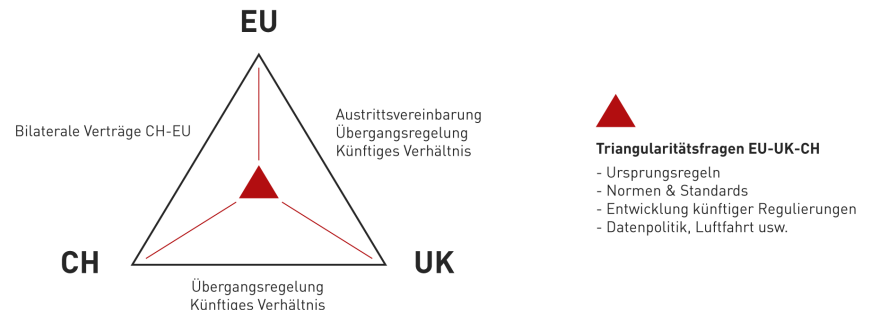 EU
Bilaterale Verträge CH-EU
Austrittsvereinbarung
Übergangsregelung
Künftiges Verhältnis
CH
UK
Übergangsregelung
Künftiges Verhältnis
Triangularitätsfragen EU-UK-CH
- Ursprungsregeln
- Normen & Standards
- Entwicklung künftiger Regulierungen
- Datenpolitik, Luftfahrt usw.